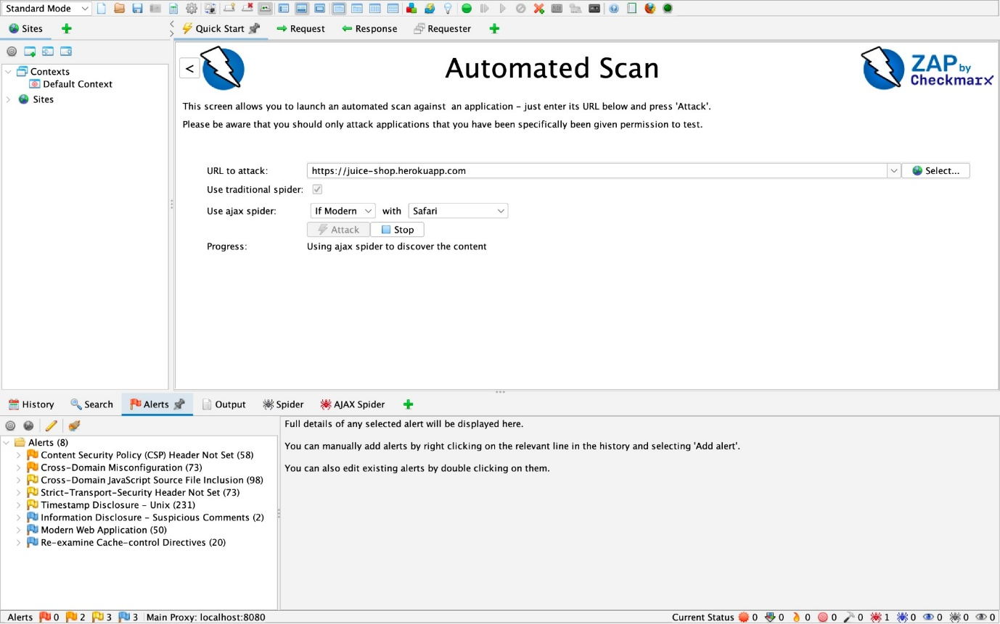 Standard Mode
Sites
Quick Start
Request
Response
Requester
Contexts
Default Context
Sites
<
Automated Scan
ZAP by
Checkmarx
This screen allows you to launch an automated scan against  an application – just enter its URL below and press 'Attack'.
Please be aware that you should only attack applications that you have been specifically been given permission to test.
URL to attack:
https://juice-shop.herokuapp.com
Select...
Use traditional spider:
Use ajax spider:
If Modern
with
Safari
Attack
Stop
Progress:
Using ajax spider to discover the content
History
Search
Alerts
Output
Spider
AJAX Spider
Alerts (8)
Content Security Policy (CSP) Header Not Set (58)
Cross-Domain Misconfiguration (73)
Cross-Domain JavaScript Source File Inclusion (98)
Strict-Transport-Security Header Not Set (73)
Timestamp Disclosure – Unix (231)
Information Disclosure – Suspicious Comments (2)
Modern Web Application (50)
Re-examine Cache-control Directives (20)
Full details of any selected alert will be displayed here.
You can manually add alerts by right clicking on the relevant line in the history and selecting 'Add alert'.
You can also edit existing alerts by double clicking on them.
Alerts 0 2 3 3 Main Proxy: localhost:8080
Current Status 0 0 0 0 0 1 0 0 0 0